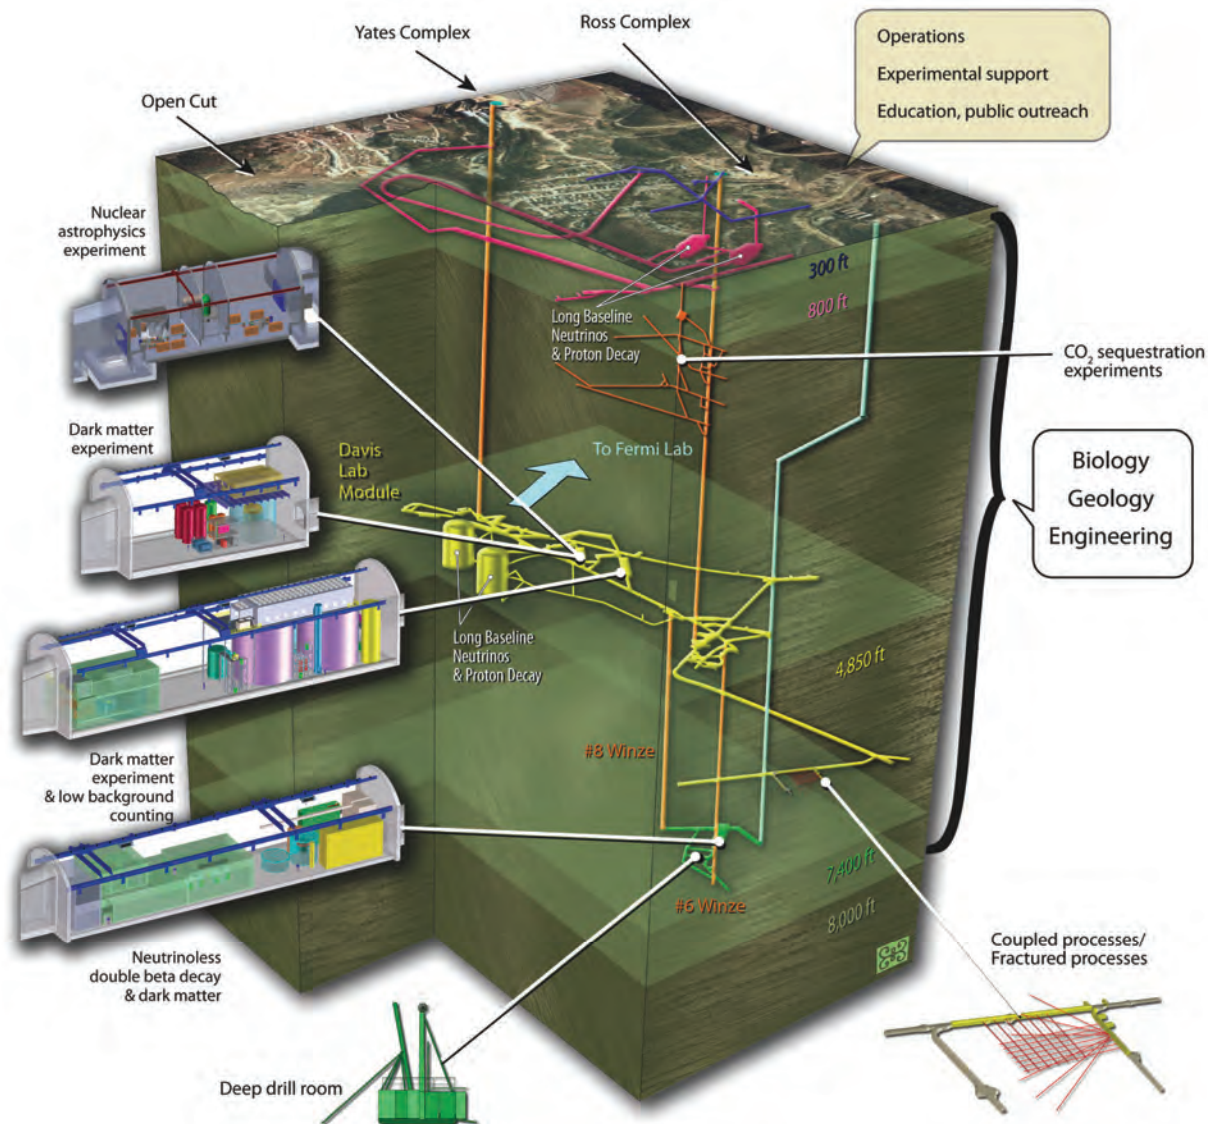 Yates Complex
Ross Complex
Operations
Experimental support
Education, public outreach
Open Cut
Nuclear
astrophysics
experiment
300 ft
800 ft
Long Baseline
Neutrinos
& Proton Decay
CO₂ sequestration
experiments
Dark matter
experiment
Davis
Lab
Module
To Fermi Lab
Biology
Geology
Engineering
Long Baseline
Neutrinos
& Proton Decay
4,850 ft
#8 Winze
Dark matter
experiment
& low background
counting
7,400 ft
#6 Winze
8,000 ft
Coupled processes/
Fractured processes
Neutrinoless
double beta decay
& dark matter
Deep drill room